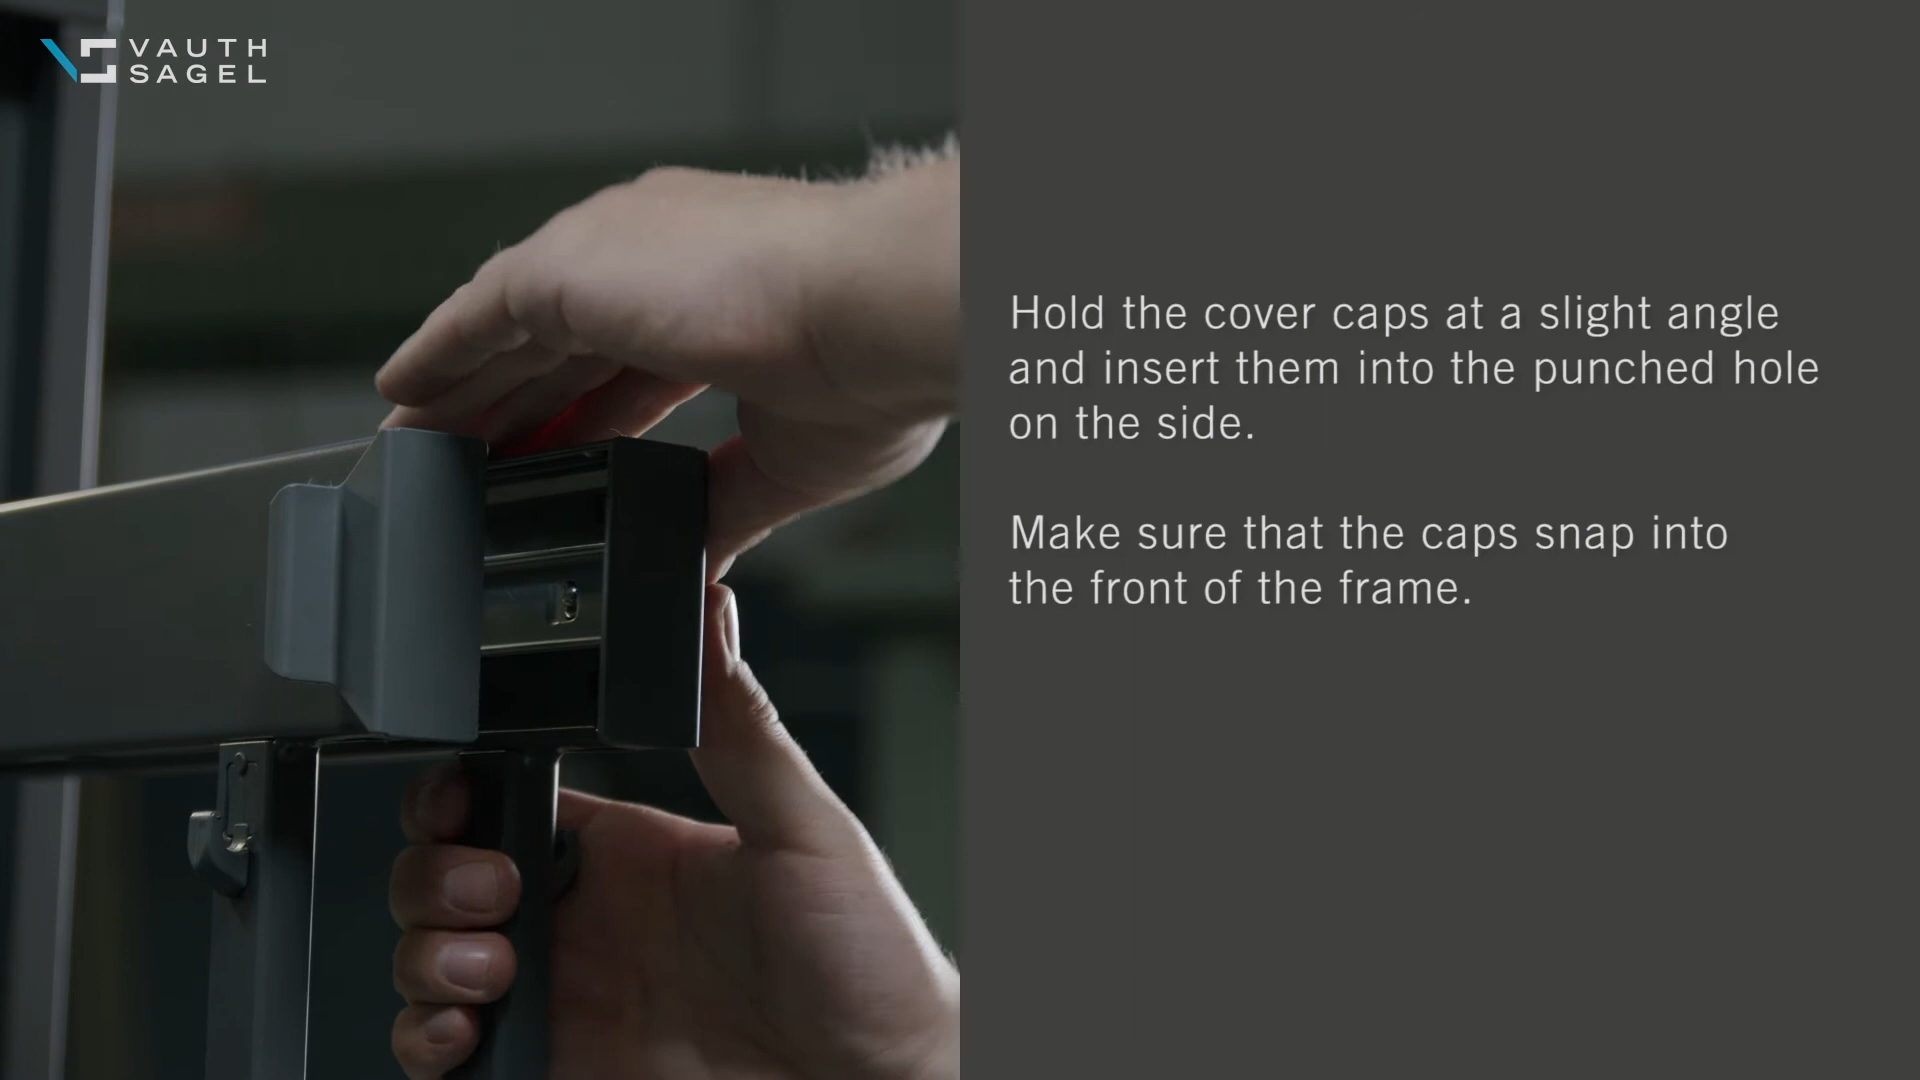 VAUTH
SAGEL
Hold the cover caps at a slight angle
and insert them into the punched hole
on the side.
Make sure that the caps snap into
the front of the frame.